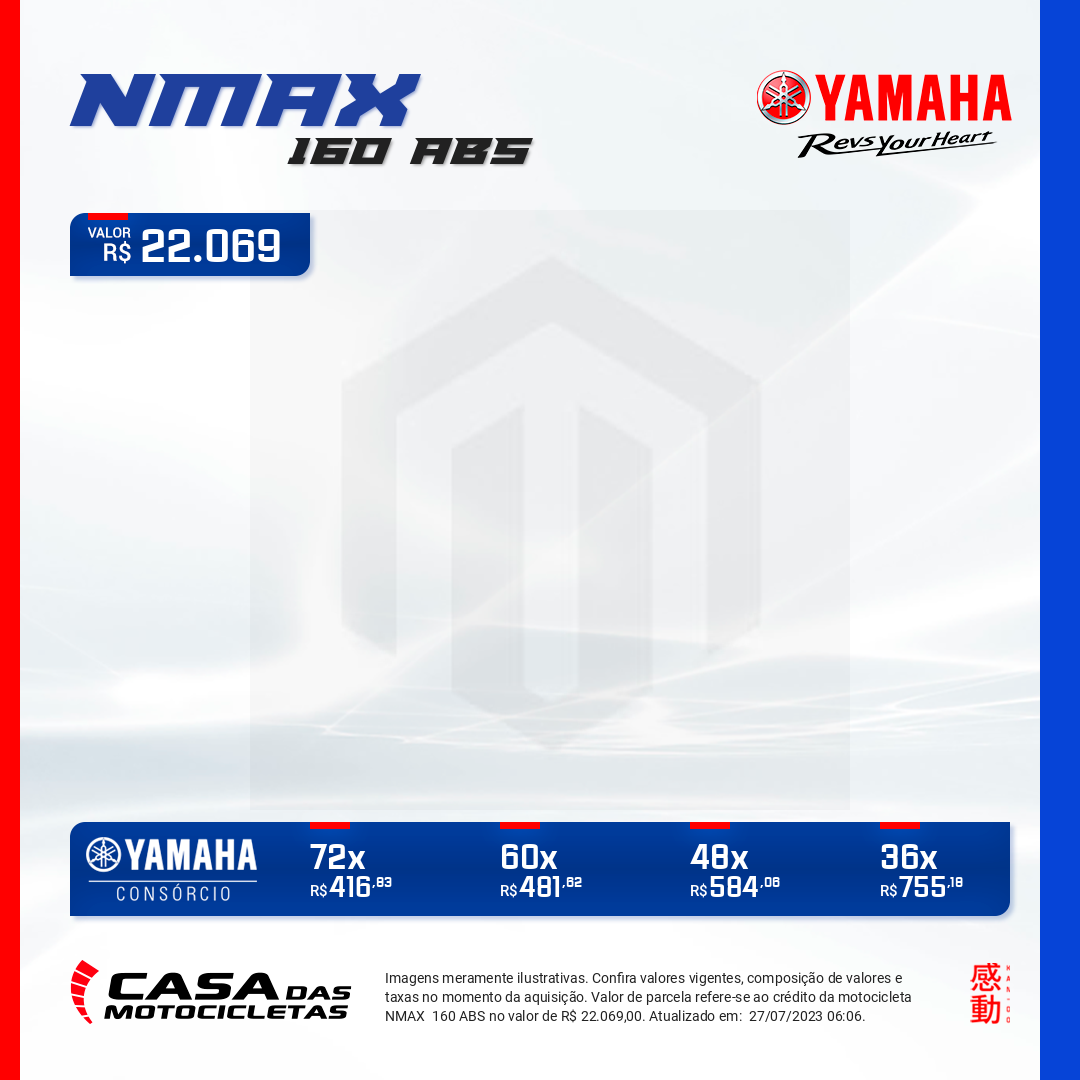 NMAX
160 ABS
YAMAHA
Revs Your Heart
VALOR
R$ 22.069
YAMAHA
CONSÓRCIO
72x
R$ 416,83
60x
R$ 481,62
48x
R$ 584,06
36x
R$ 755,18
CASA DAS
MOTOCICLETAS
Imagens meramente ilustrativas. Confira valores vigentes, composição de valores e
taxas no momento da aquisição. Valor de parcela refere-se ao crédito da motocicleta
NMAX 160 ABS no valor de R$ 22.069,00. Atualizado em: 27/07/2023 06:06.
感動